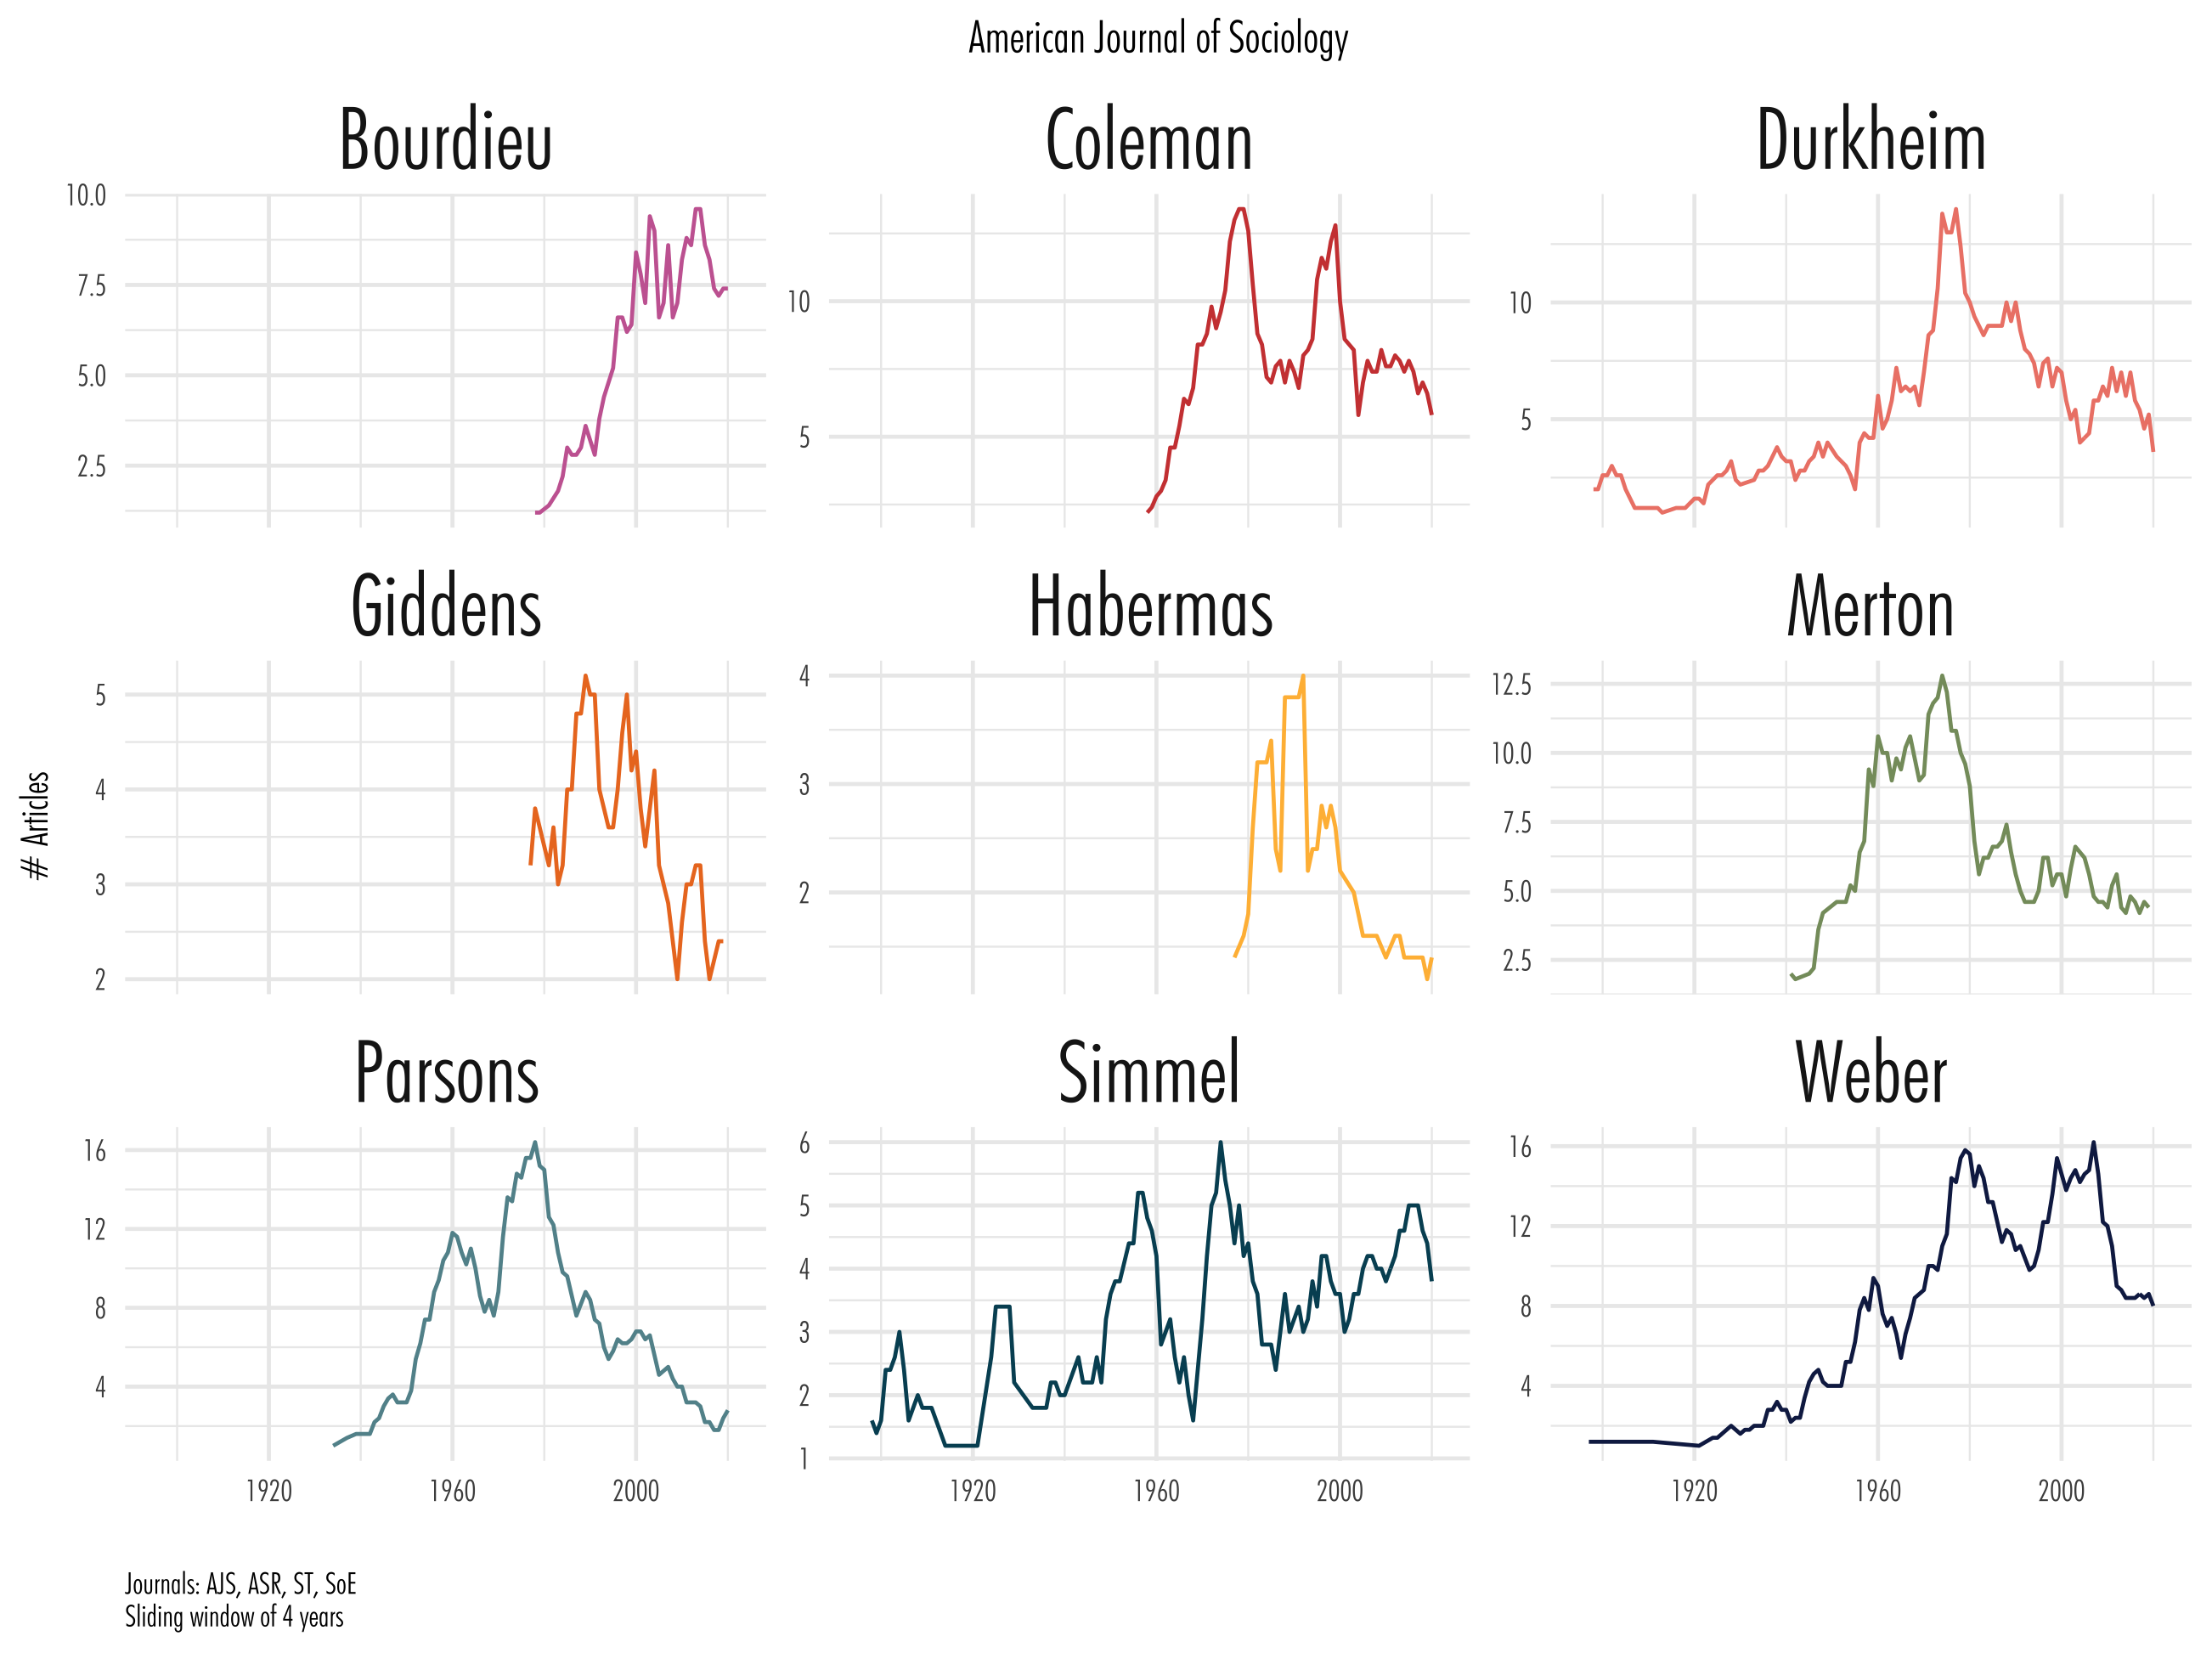 American Journal of Sociology
Bourdieu
Coleman
Durkheim
10.0
7.5
5.0
2.5
10
5
10
5
Giddens
Habermas
Merton
# Articles
5
4
3
2
4
3
2
12.5
10.0
7.5
5.0
2.5
Parsons
Simmel
Weber
16
12
8
4
6
5
4
3
2
1
16
12
8
4
1920 1960 2000
1920 1960 2000
1920 1960 2000
Journals: AJS, ASR, ST, SoE
Sliding window of 4 years